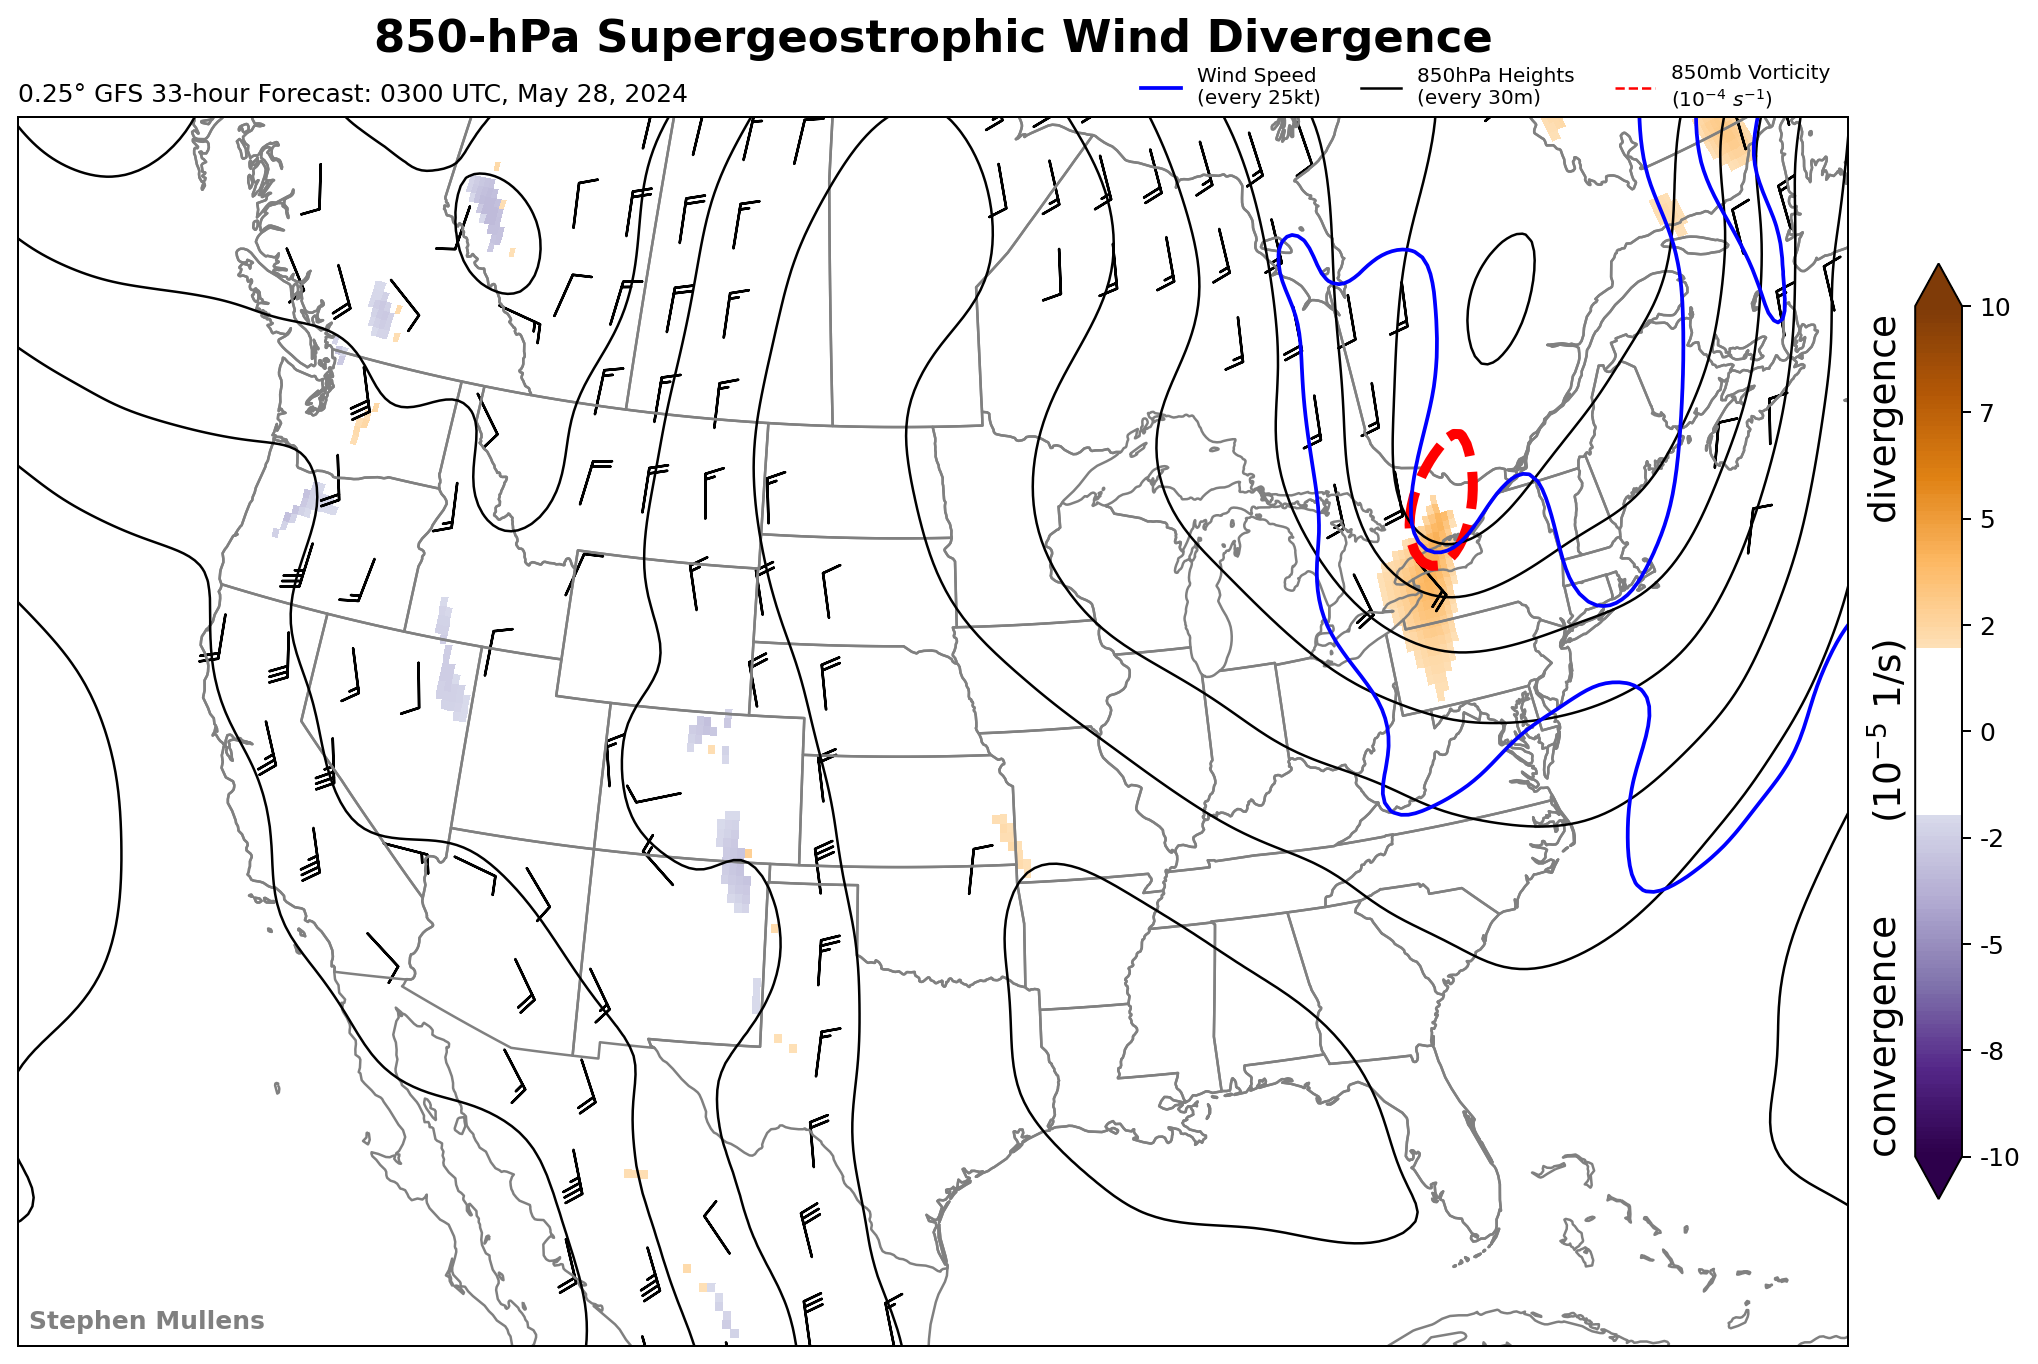 850-hPa Supergeostrophic Wind Divergence
0.25° GFS 33-hour Forecast: 0300 UTC, May 28, 2024
Wind Speed
(every 25kt)
850hPa Heights
(every 30m)
850mb Vorticity
(10⁻⁴ s⁻¹)
10
7
5
2
0
-2
-5
-8
-10
convergence (10⁻⁵ 1/s) divergence
Stephen Mullens